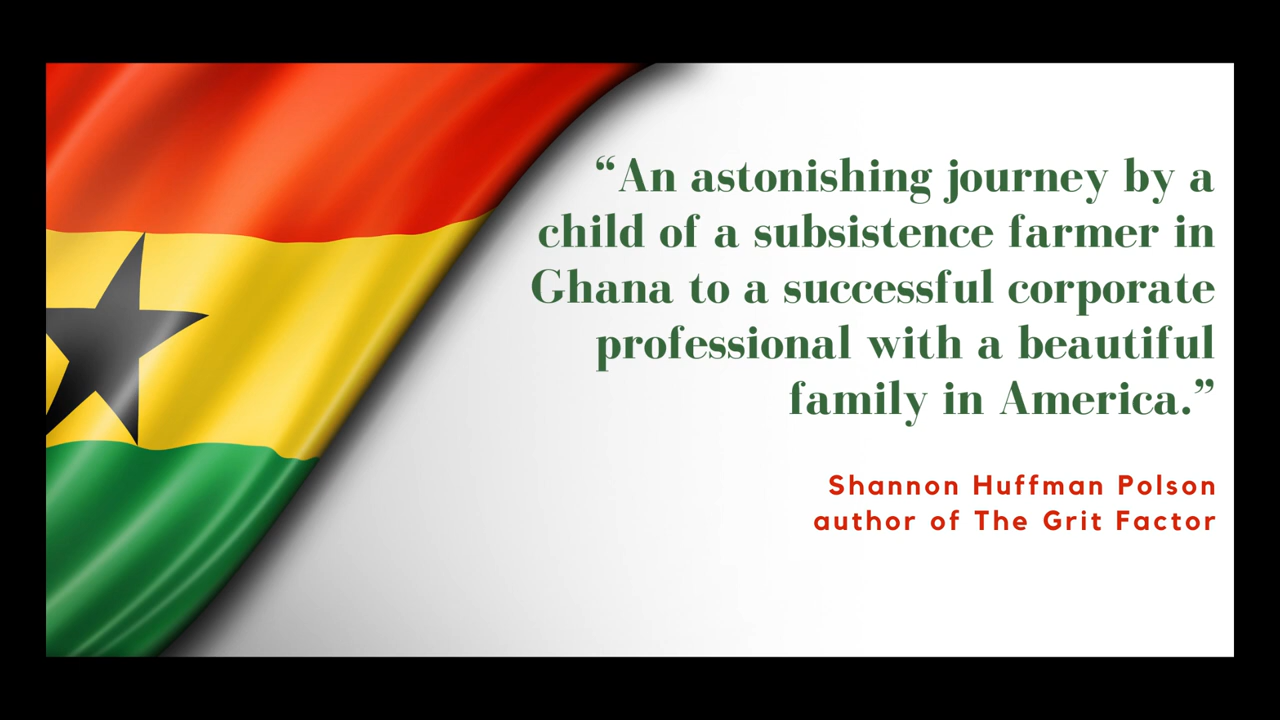 “An astonishing journey by a
child of a subsistence farmer in
Ghana to a successful corporate
professional with a beautiful
family in America.”
Shannon Huffman Polson
author of The Grit Factor